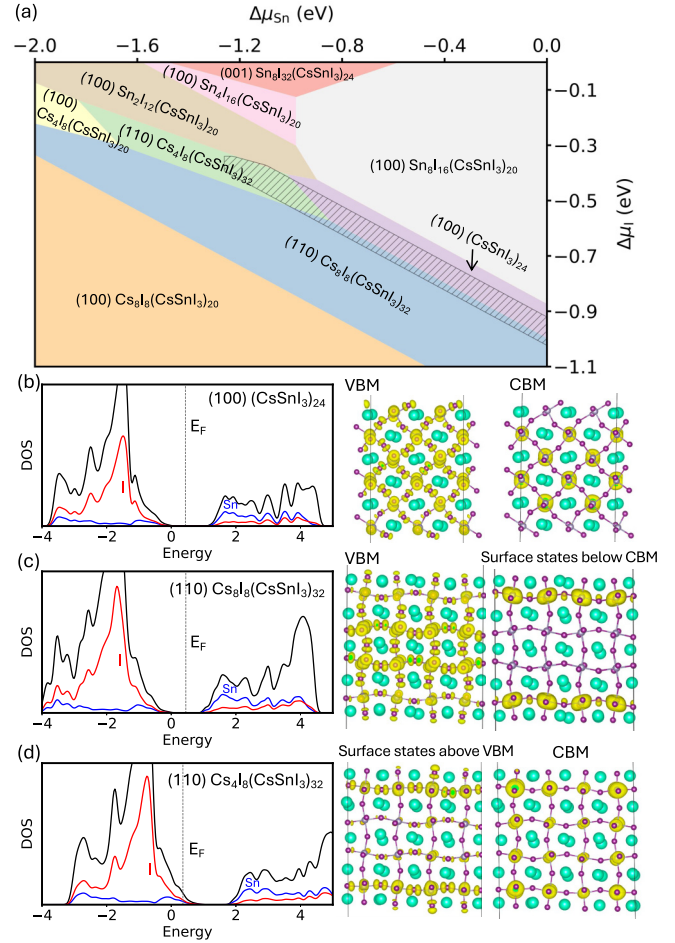 (a)
Δμ_Sn (eV)
−2.0 −1.6 −1.2 −0.8 −0.4 0.0
(001) Sn₈I₃₂(CsSnI₃)₂₄
(100) Sn₄I₁₆(CsSnI₃)₂₀
(100) Sn₂I₁₂(CsSnI₃)₂₀
(100)
Cs₄I₈(CsSnI₃)₂₀
(110) Cs₄I₈(CsSnI₃)₃₂
(100) Sn₈I₁₆(CsSnI₃)₂₀
(100) (CsSnI₃)₂₄
(110) Cs₈I₈(CsSnI₃)₃₂
(100) Cs₈I₈(CsSnI₃)₂₀
−0.1
−0.3
−0.5
−0.7
−0.9
−1.1
Δμ_I (eV)
(b)
(100) (CsSnI₃)₂₄
E_F
DOS
I
Sn
−4 −2 0 2 4
Energy
VBM
CBM
(c)
(110) Cs₈I₈(CsSnI₃)₃₂
E_F
DOS
I
Sn
−4 −2 0 2 4
Energy
VBM
Surface states below CBM
(d)
(110) Cs₄I₈(CsSnI₃)₃₂
E_F
DOS
I
Sn
−4 −2 0 2 4
Energy
Surface states above VBM
CBM